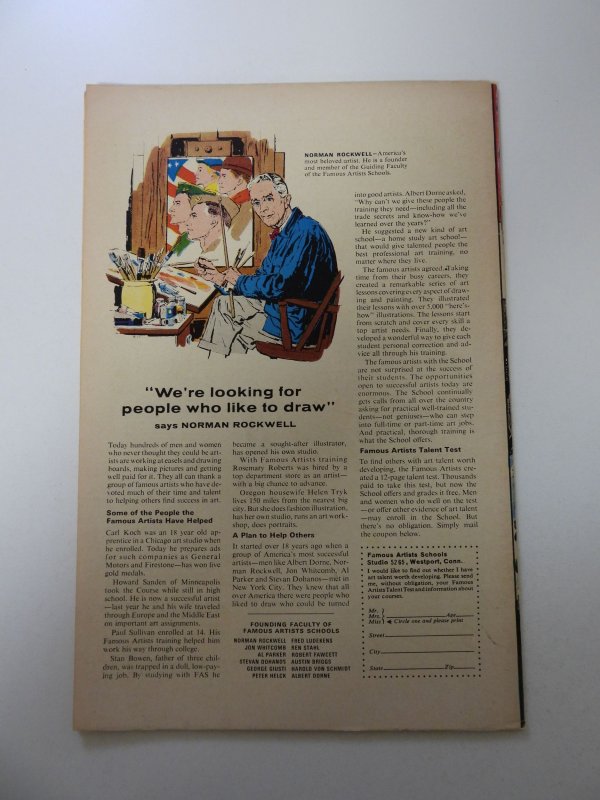 NORMAN ROCKWELL—America's
most beloved artist. He is a founder
and member of the Guiding Faculty
of the Famous Artists Schools.
"We're looking for
people who like to draw"
says NORMAN ROCKWELL
Today hundreds of men and women
who never thought they could be art-
ists are working at easels and drawing
boards, making pictures and getting
well paid for it. They all can thank a
group of famous artists who have de-
voted much of their time and talent
to helping others find success in art.
Some of the People the
Famous Artists Have Helped
Carl Koch was an 18 year old ap-
prentice in a Chicago art studio when
he enrolled. Today he prepares ads
for such companies as General
Motors and Firestone—has won five
gold medals.
Howard Sanden of Minneapolis
took the Course while still in high
school. He is now a successful artist
—last year he and his wife traveled
through Europe and the Middle East
on important art assignments.
Paul Sullivan enrolled at 14. His
Famous Artists training helped him
work his way through college.
Stan Bowen, father of three chil-
dren, was trapped in a dull, low-pay-
ing job. By studying with FAS he
became a sought-after illustrator,
has opened his own studio.
With Famous Artists training
Rosemary Roberts was hired by a
top department store as an artist—
with a big chance to advance.
Oregon housewife Helen Tryk
lives 150 miles from the nearest big
city. But she does fashion illustration,
has her own studio, runs an art work-
shop, does portraits.
A Plan to Help Others
It started over 18 years ago when a
group of America's most successful
artists—men like Albert Dorne, Nor-
man Rockwell, Jon Whitcomb, Al
Parker and Stevan Dohanos—met in
New York City. They knew that all
over America there were people who
liked to draw who could be turned
FOUNDING FACULTY OF
FAMOUS ARTISTS SCHOOLS
NORMAN ROCKWELL FRED LUDEKENS
JON WHITCOMB BEN STAHL
AL PARKER ROBERT FAWCETT
STEVAN DOHANOS AUSTIN BRIGGS
GEORGE GIUSTI HAROLD VON SCHMIDT
PETER HELCK ALBERT DORNE
into good artists. Albert Dorne asked,
"Why can't we give these people the
training they need—including all the
trade secrets and know-how we've
learned over the years?"
He suggested a new kind of art
school—a home study art school—
that would give talented people the
best professional art training, no
matter where they live.
The famous artists agreed. Taking
time from their busy careers, they
created a remarkable series of art
lessons covering every aspect of draw-
ing and painting. They illustrated
their lessons with over 5,000 "here's-
how" illustrations. The lessons start
from scratch and cover every skill a
top artist needs. Finally, they de-
veloped a wonderful way to give each
student personal correction and ad-
vice all through his training.
The famous artists with the School
are not surprised at the success of
their students. The opportunities
open to successful artists today are
enormous. The School continually
gets calls from all over the country
asking for practical well-trained stu-
dents—not geniuses—who can step
into full-time or part-time art jobs.
And practical, thorough training is
what the School offers.
Famous Artists Talent Test
To find others with art talent worth
developing, the Famous Artists cre-
ated a 12-page talent test. Thousands
paid to take this test, but now the
School offers and grades it free. Men
and women who do well on the test
—or offer other evidence of art talent
—may enroll in the School. But
there's no obligation. Simply mail
the coupon below.
Famous Artists Schools
Studio 5265, Westport, Conn.
I would like to find out whether I have
art talent worth developing. Please send
me, without obligation, your Famous
Artists Talent Test and information about
your courses.
Mr.
Mrs. Age
Miss Circle one and please print
Street
City
State Zip